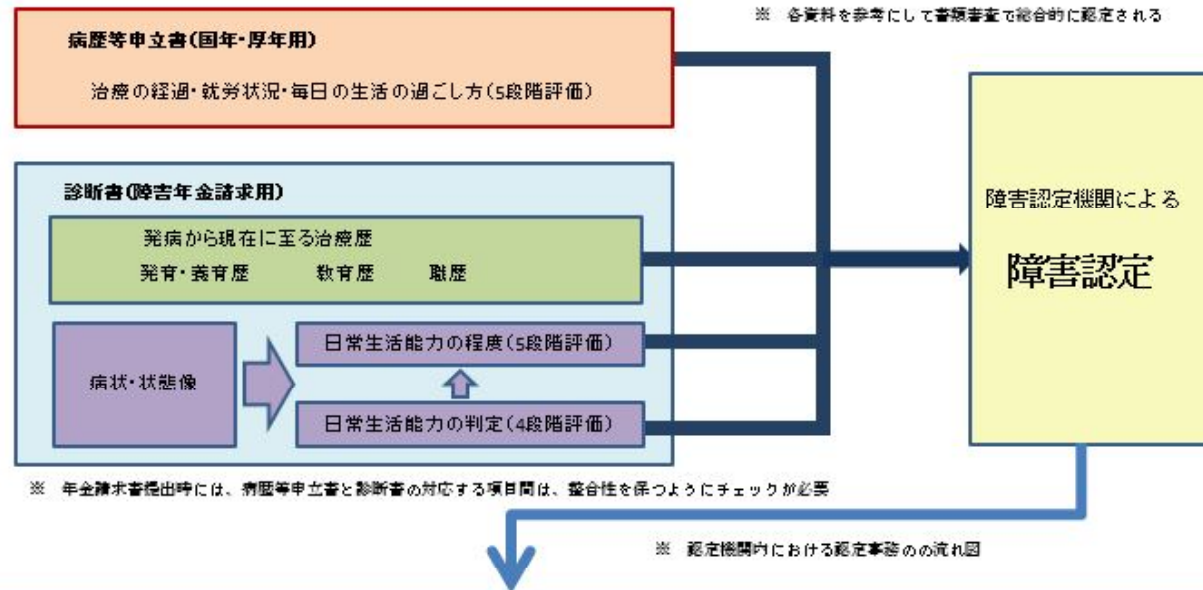 ※ 各資料を参考にして書類審査で総合的に認定される
病歴等申立書(国年・厚年用)
治療の経過・就労状況・毎日の生活の過ごし方(5段階評価)
診断書(障害年金請求用)
発病から現在に至る治療歴
発育・養育歴 教育歴 職歴
病状・状態像
日常生活能力の程度(5段階評価)
日常生活能力の判定(4段階評価)
障害認定機関による
障害認定
※ 年金請求書提出時には、病歴等申立書と診断書の対応する項目間は、整合性を保つようにチェックが必要
※ 認定機関内における認定事務のの流れ図